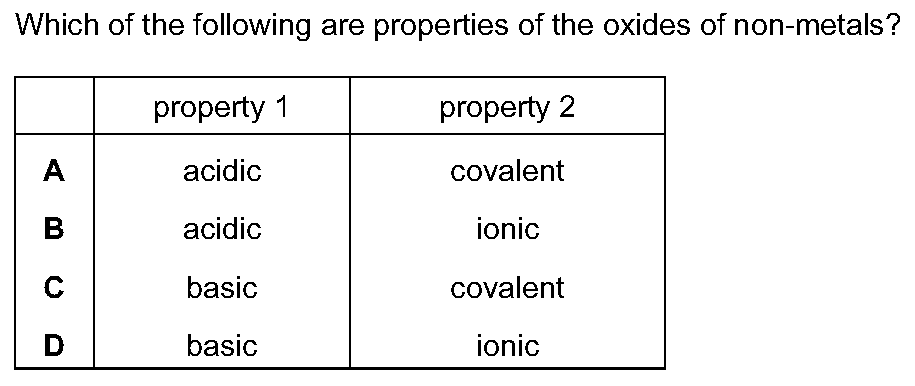 Which of the following are properties of the oxides of non-metals?
property 1 property 2
A acidic covalent
B acidic ionic
C basic covalent
D basic ionic